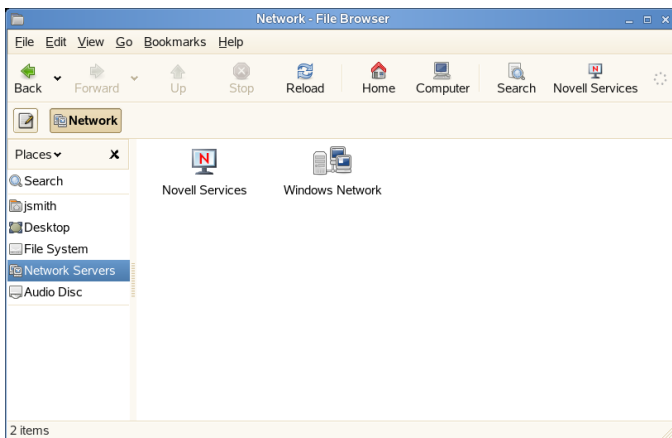 Network - File Browser
File Edit View Go Bookmarks Help
Back Forward Up Stop Reload Home Computer Search Novell Services
Network
Places
Search
jsmith
Desktop
File System
Network Servers
Audio Disc
Novell Services Windows Network
2 items